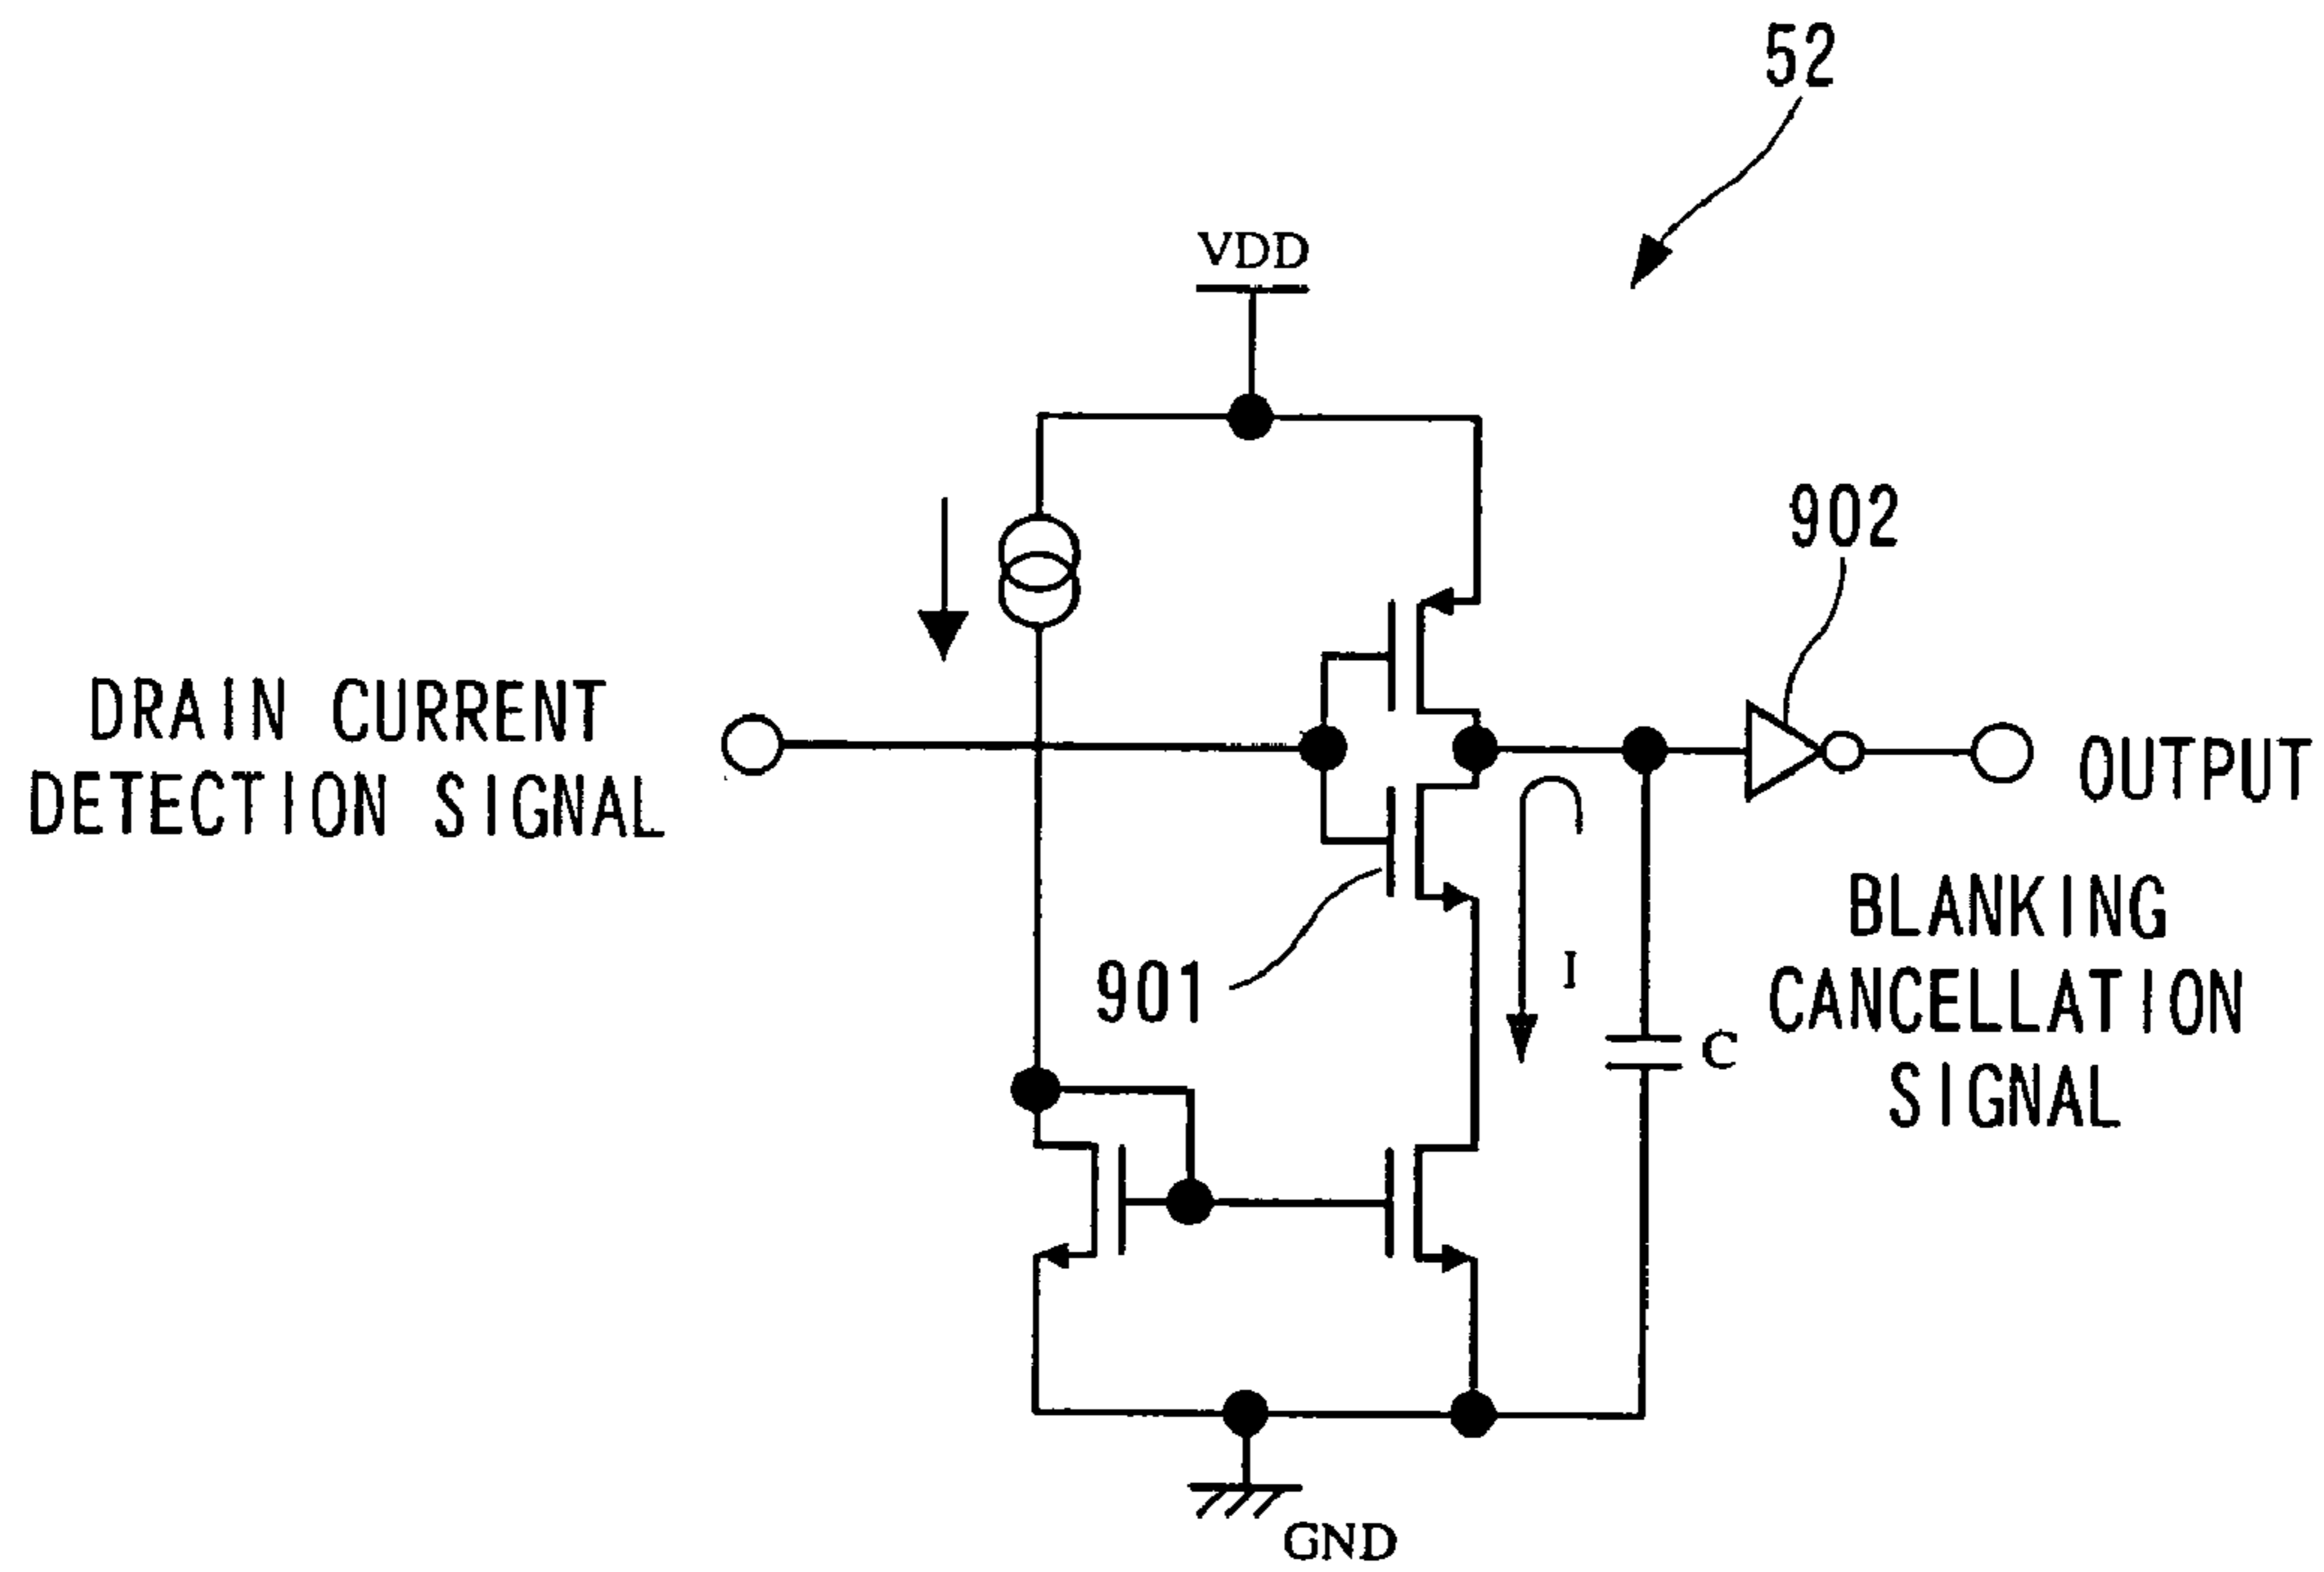 52
VDD
902
DRAIN CURRENT
DETECTION SIGNAL
OUTPUT
BLANKING
CANCELLATION
SIGNAL
901
I
C
GND